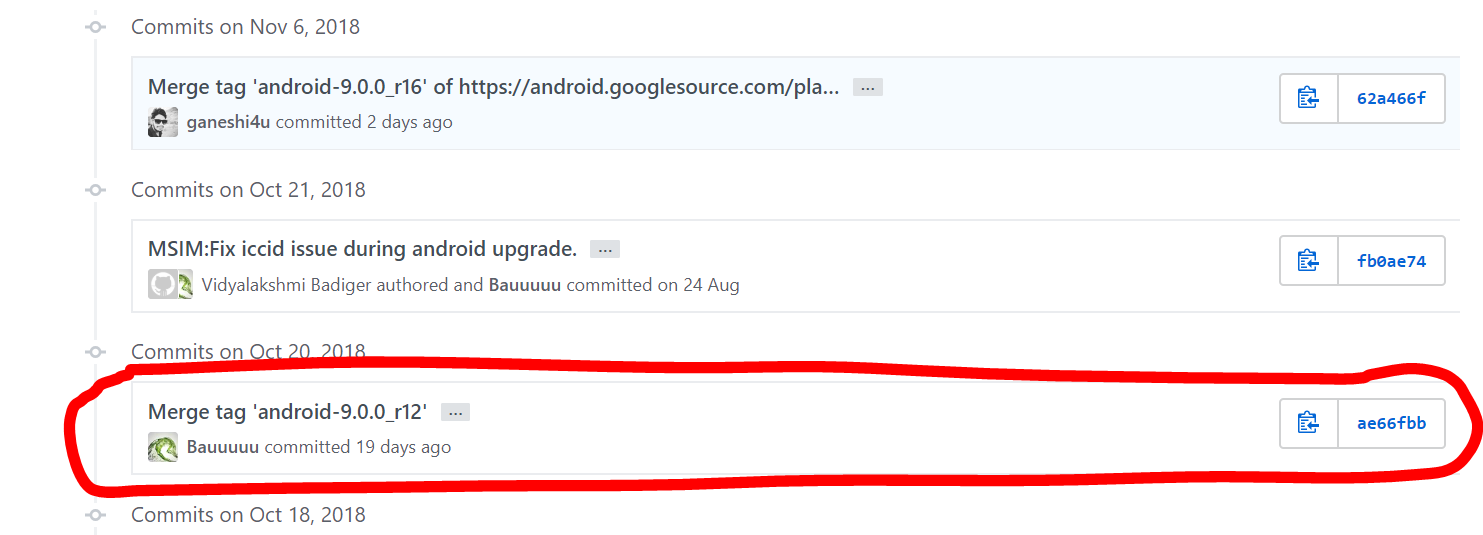 Commits on Nov 6, 2018
Merge tag 'android-9.0.0_r16' of https://android.googlesource.com/pla... ...
62a466f
ganeshi4u committed 2 days ago
Commits on Oct 21, 2018
MSIM:Fix iccid issue during android upgrade. ...
fb0ae74
Vidyalakshmi Badiger authored and Bauuuuu committed on 24 Aug
Commits on Oct 20, 2018
Merge tag 'android-9.0.0_r12' ...
ae66fbb
Bauuuuu committed 19 days ago
Commits on Oct 18, 2018